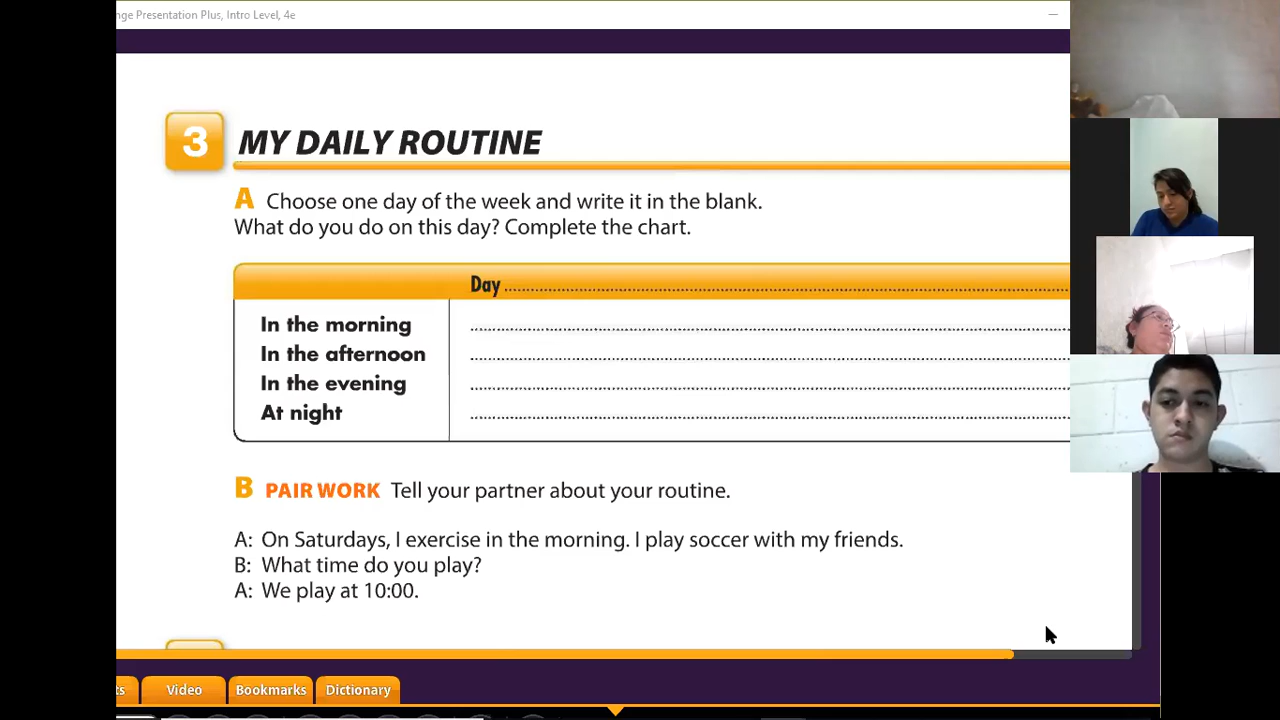 nge Presentation Plus, Intro Level, 4e
3 MY DAILY ROUTINE
A Choose one day of the week and write it in the blank.
What do you do on this day? Complete the chart.
Day
In the morning
In the afternoon
In the evening
At night
B PAIR WORK Tell your partner about your routine.
A: On Saturdays, I exercise in the morning. I play soccer with my friends.
B: What time do you play?
A: We play at 10:00.
ts Video Bookmarks Dictionary